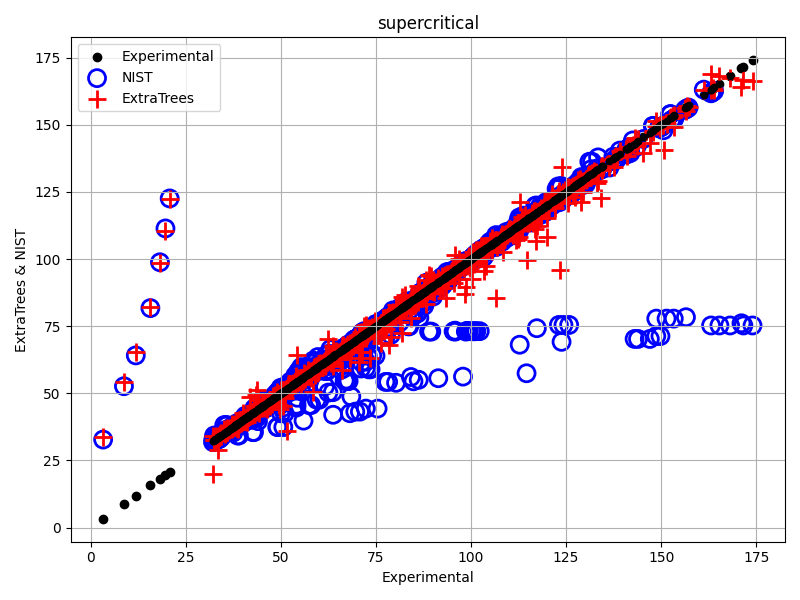 supercritical
Experimental
NIST
ExtraTrees
ExtraTrees & NIST
175
150
125
100
75
50
25
0
0 25 50 75 100 125 150 175
Experimental